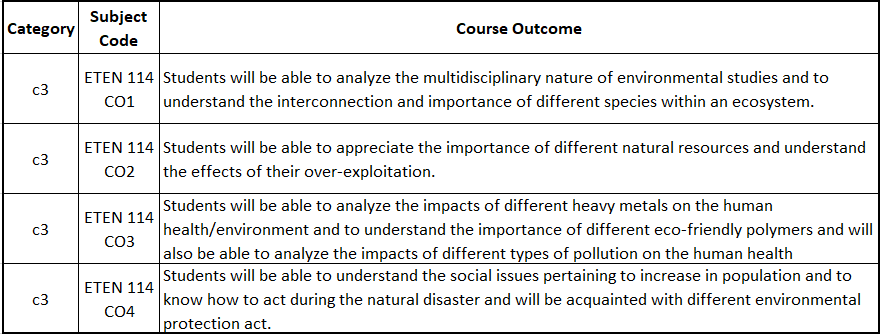 Category Subject Code Course Outcome
c3 ETEN 114 CO1 Students will be able to analyze the multidisciplinary nature of environmental studies and to
understand the interconnection and importance of different species within an ecosystem.
c3 ETEN 114 CO2 Students will be able to appreciate the importance of different natural resources and understand
the effects of their over-exploitation.
c3 ETEN 114 CO3 Students will be able to analyze the impacts of different heavy metals on the human
health/environment and to understand the importance of different eco-friendly polymers and will
also be able to analyze the impacts of different types of pollution on the human health
c3 ETEN 114 CO4 Students will be able to understand the social issues pertaining to increase in population and to
know how to act during the natural disaster and will be acquainted with different environmental
protection act.